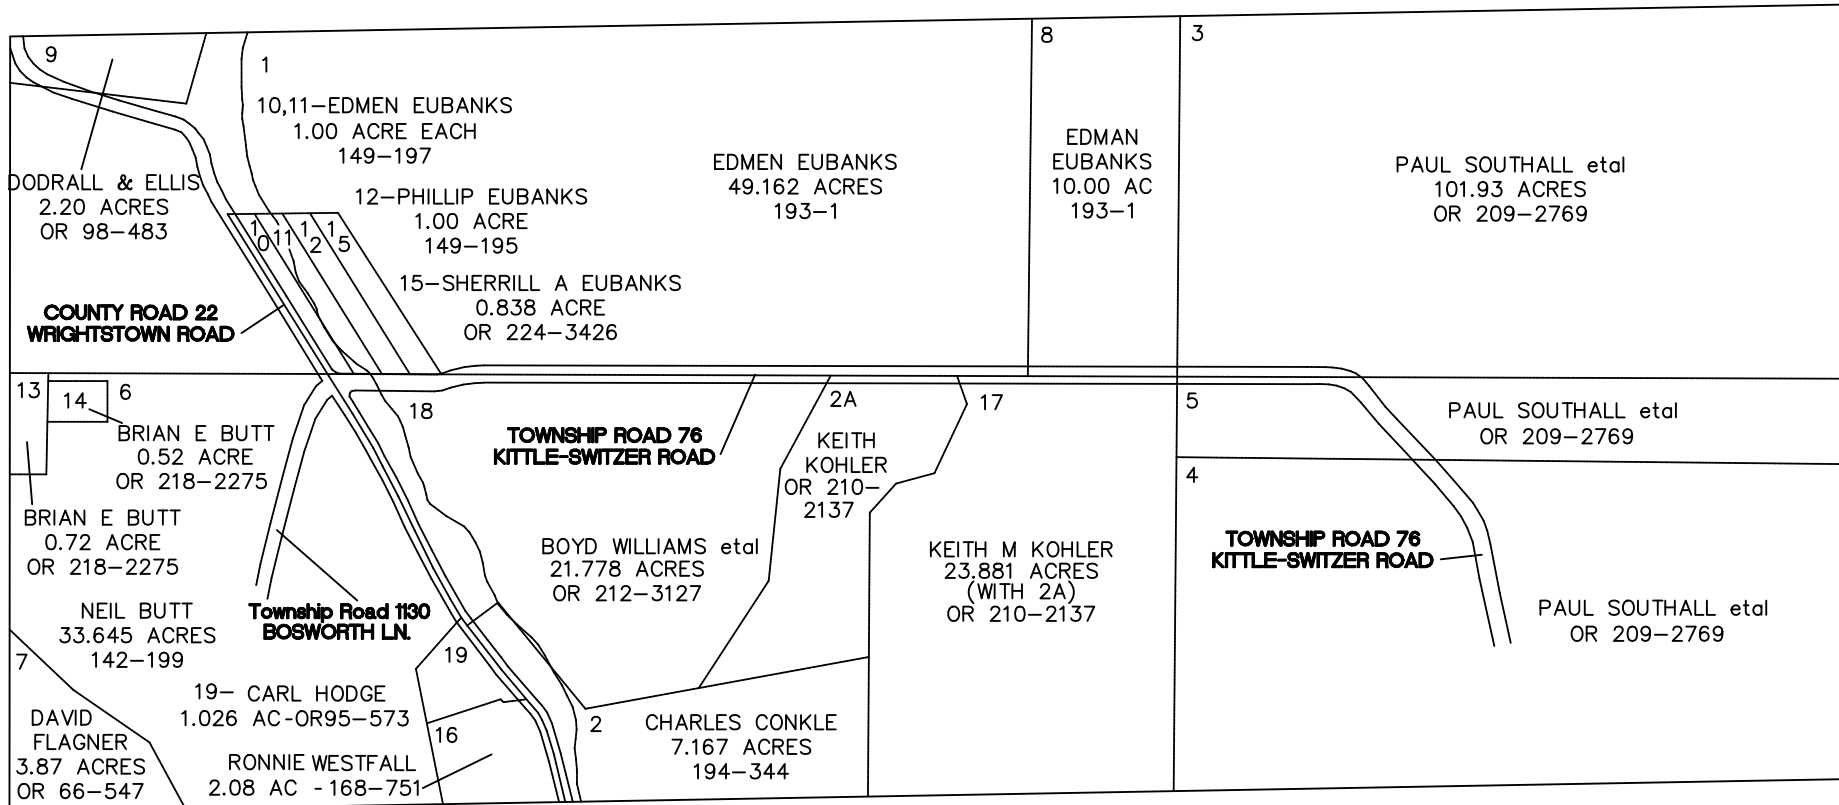 9
1
8
3
10,11-EDMEN EUBANKS
1.00 ACRE EACH
149-197
EDMEN EUBANKS
49.162 ACRES
193-1
EDMAN
EUBANKS
10.00 AC
193-1
PAUL SOUTHALL etal
101.93 ACRES
OR 209-2769
DODRALL & ELLIS
2.20 ACRES
OR 98-483
12-PHILLIP EUBANKS
1.00 ACRE
149-195
10
11
12
15
15-SHERRILL A EUBANKS
0.838 ACRE
OR 224-3426
COUNTY ROAD 22
WRIGHTSTOWN ROAD
13
14
6
18
2A
17
5
PAUL SOUTHALL etal
OR 209-2769
BRIAN E BUTT
0.52 ACRE
OR 218-2275
TOWNSHIP ROAD 76
KITTLE-SWITZER ROAD
KEITH
KOHLER
OR 210-
2137
4
BRIAN E BUTT
0.72 ACRE
OR 218-2275
BOYD WILLIAMS etal
21.778 ACRES
OR 212-3127
KEITH M KOHLER
23.881 ACRES
(WITH 2A)
OR 210-2137
TOWNSHIP ROAD 76
KITTLE-SWITZER ROAD
NEIL BUTT
33.645 ACRES
142-199
Township Road 1130
BOSWORTH LN.
PAUL SOUTHALL etal
OR 209-2769
7
19
19- CARL HODGE
1.026 AC-OR95-573
DAVID
FLAGNER
3.87 ACRES
OR 66-547
16
2
CHARLES CONKLE
7.167 ACRES
194-344
RONNIE WESTFALL
2.08 AC -168-751